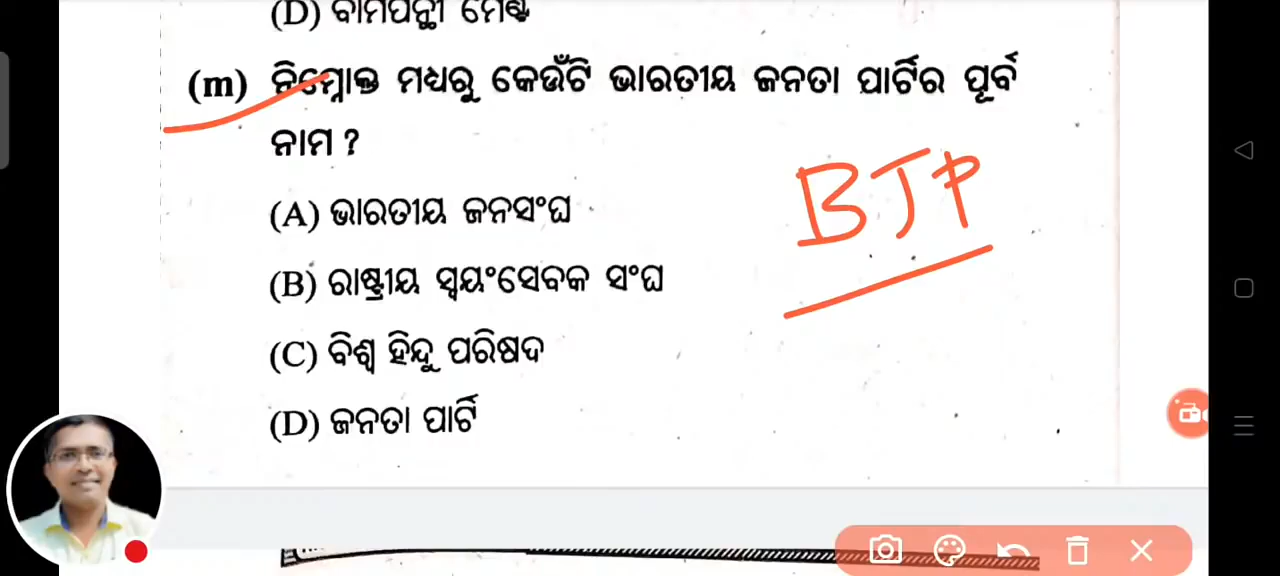 (D) ବାମପନ୍ଥୀ ମେଣ୍ଟ
(m) ନିମ୍ନୋକ୍ତ ମଧ୍ୟରୁ କେଉଁଟି ଭାରତୀୟ ଜନତା ପାର୍ଟିର ପୂର୍ବ
ନାମ ?
BJP
(A) ଭାରତୀୟ ଜନସଂଘ
(B) ରାଷ୍ଟ୍ରୀୟ ସ୍ୱୟଂସେବକ ସଂଘ
(C) ବିଶ୍ୱ ହିନ୍ଦୁ ପରିଷଦ
(D) ଜନତା ପାର୍ଟି